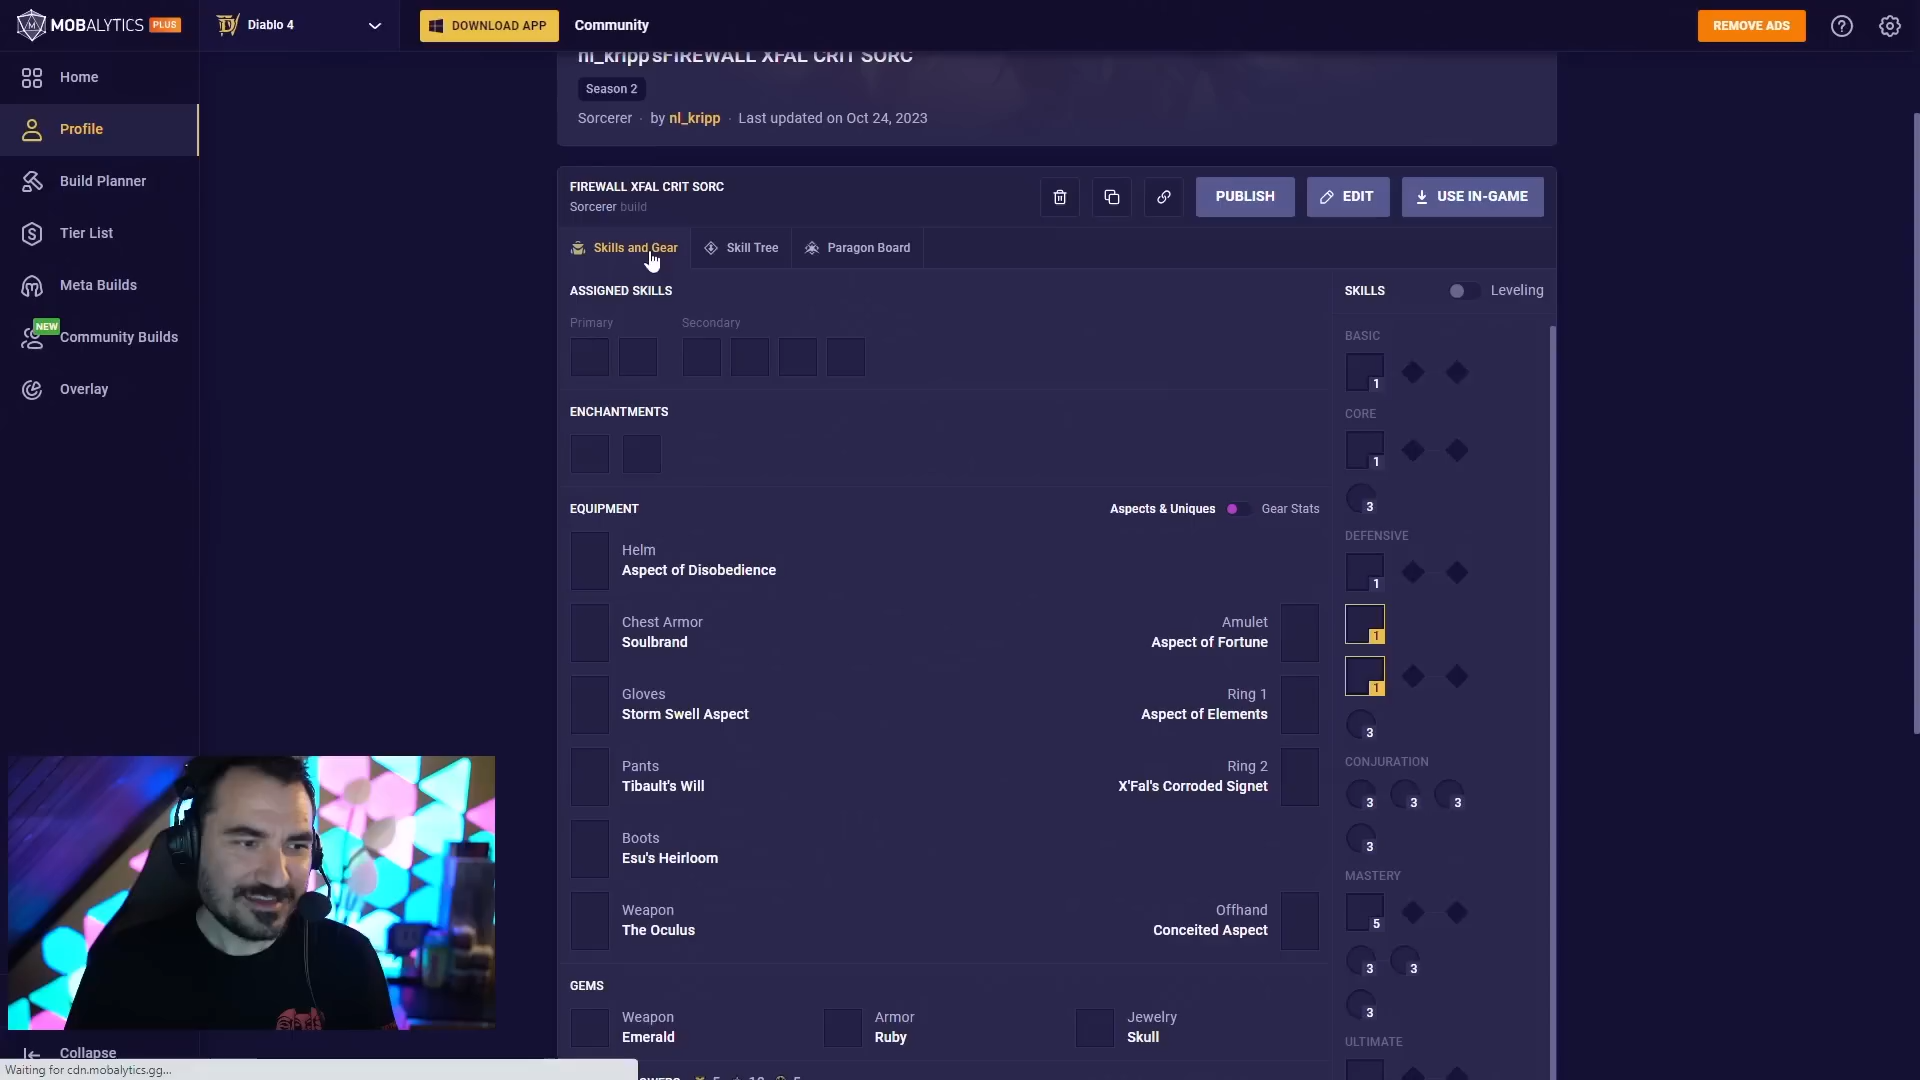 MOBALYTICS PLUS
Diablo 4
DOWNLOAD APP
Community
REMOVE ADS
Home
Profile
Build Planner
Tier List
Meta Builds
NEW
Community Builds
Overlay
Collapse
Waiting for cdn.mobalytics.gg...
nl_kripp'sFIREWALL XFAL CRIT SORC
Season 2
Sorcerer · by nl_kripp · Last updated on Oct 24, 2023
FIREWALL XFAL CRIT SORC
Sorcerer build
PUBLISH
EDIT
USE IN-GAME
Skills and Gear
Skill Tree
Paragon Board
ASSIGNED SKILLS
Primary
Secondary
ENCHANTMENTS
EQUIPMENT
Aspects & Uniques
Gear Stats
Helm
Aspect of Disobedience
Chest Armor
Soulbrand
Amulet
Aspect of Fortune
Gloves
Storm Swell Aspect
Ring 1
Aspect of Elements
Pants
Tibault's Will
Ring 2
X'Fal's Corroded Signet
Boots
Esu's Heirloom
Weapon
The Oculus
Offhand
Conceited Aspect
GEMS
Weapon
Emerald
Armor
Ruby
Jewelry
Skull
SKILLS
Leveling
BASIC
1
CORE
1
3
DEFENSIVE
1
1
1
3
CONJURATION
3 3 3
3
MASTERY
5
3 3
3
ULTIMATE